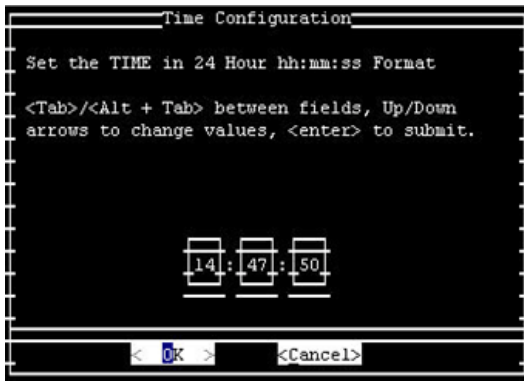 Time Configuration
Set the TIME in 24 Hour hh:mm:ss Format
<Tab>/<Alt + Tab> between fields, Up/Down
arrows to change values, <enter> to submit.
14:47:50
< OK > <Cancel>